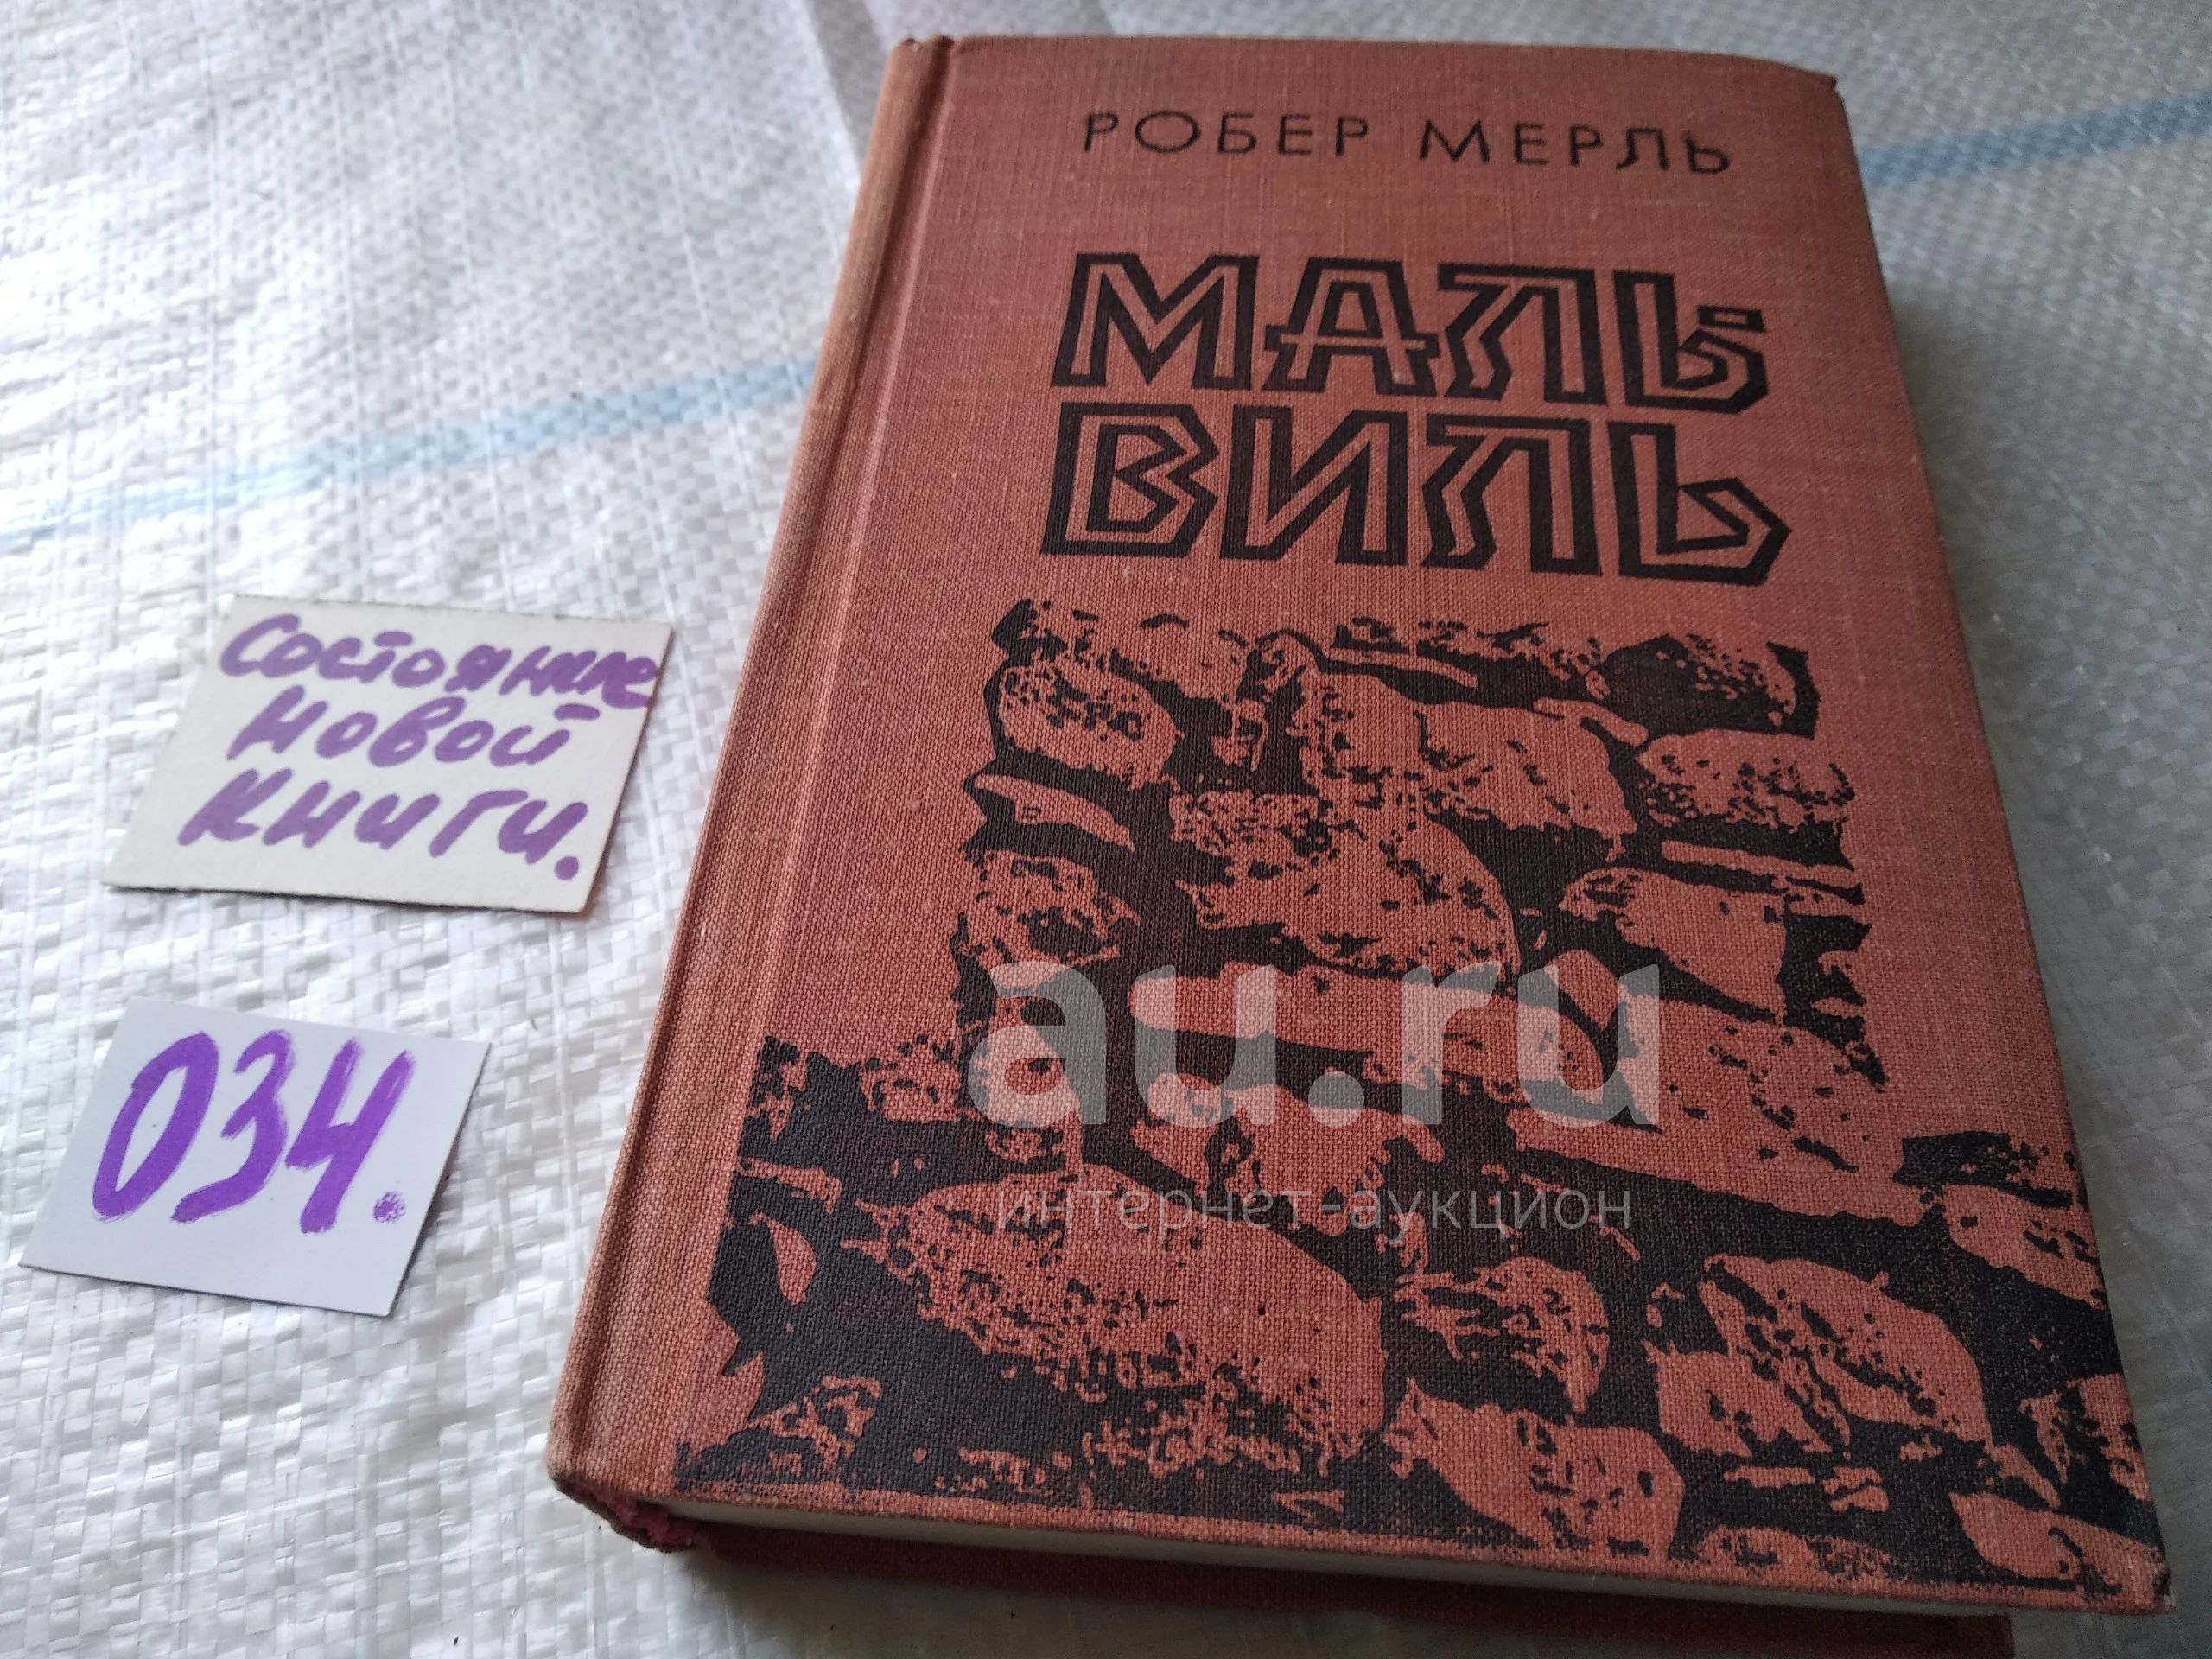 РОБЕР МЕРЛЬ
МАЛЬ
ВИЛЬ
Состояние
новой
книги.
034.
au.ru
интернет-аукцион